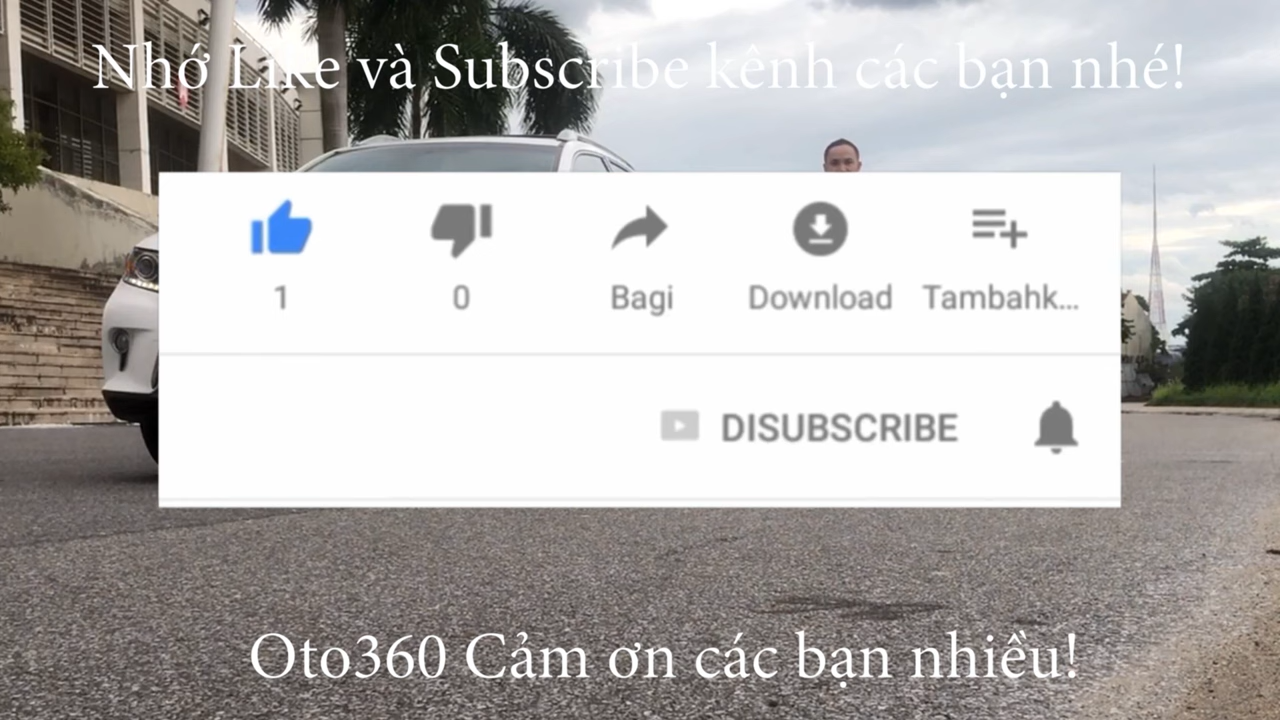 Nhớ Like và Subscribe kênh các bạn nhé!
1 0 Bagi Download Tambahk...
DISUBSCRIBE
Oto360 Cảm ơn các bạn nhiều!